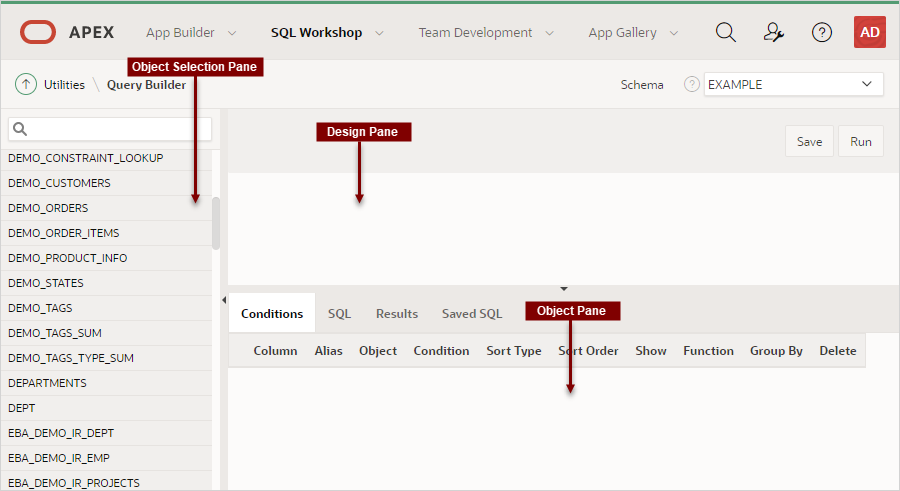 APEX App Builder SQL Workshop Team Development App Gallery AD
Object Selection Pane
Utilities \ Query Builder Schema ? EXAMPLE
Design Pane
Save Run
DEMO_CONSTRAINT_LOOKUP
DEMO_CUSTOMERS
DEMO_ORDERS
DEMO_ORDER_ITEMS
DEMO_PRODUCT_INFO
DEMO_STATES
DEMO_TAGS
DEMO_TAGS_SUM
DEMO_TAGS_TYPE_SUM
DEPARTMENTS
DEPT
EBA_DEMO_IR_DEPT
EBA_DEMO_IR_EMP
EBA_DEMO_IR_PROJECTS
Conditions SQL Results Saved SQL
Object Pane
Column Alias Object Condition Sort Type Sort Order Show Function Group By Delete